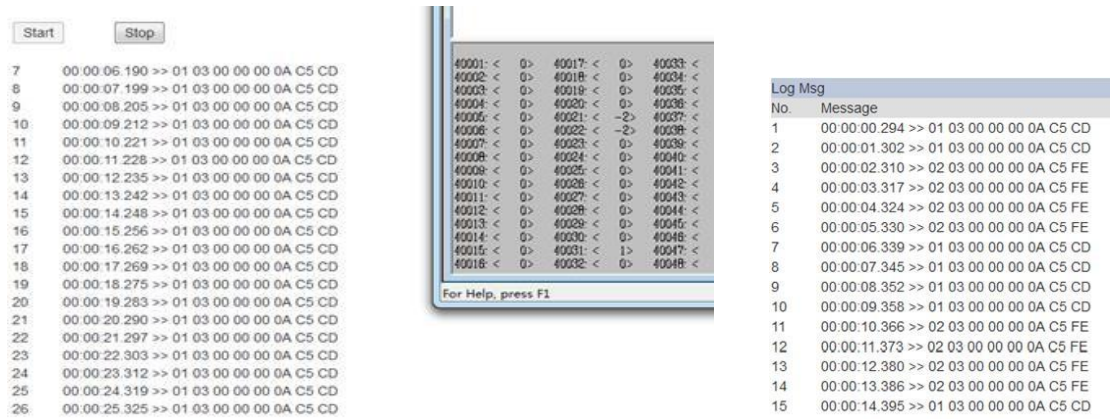 Start Stop
7 00:00:06.190 >> 01 03 00 00 00 0A C5 CD
8 00:00:07.199 >> 01 03 00 00 00 0A C5 CD
9 00:00:08.205 >> 01 03 00 00 00 0A C5 CD
10 00:00:09.212 >> 01 03 00 00 00 0A C5 CD
11 00:00:10.221 >> 01 03 00 00 00 0A C5 CD
12 00:00:11.228 >> 01 03 00 00 00 0A C5 CD
13 00:00:12.235 >> 01 03 00 00 00 0A C5 CD
14 00:00:13.242 >> 01 03 00 00 00 0A C5 CD
15 00:00:14.248 >> 01 03 00 00 00 0A C5 CD
16 00:00:15.256 >> 01 03 00 00 00 0A C5 CD
17 00:00:16.262 >> 01 03 00 00 00 0A C5 CD
18 00:00:17.269 >> 01 03 00 00 00 0A C5 CD
19 00:00:18.275 >> 01 03 00 00 00 0A C5 CD
20 00:00:19.283 >> 01 03 00 00 00 0A C5 CD
21 00:00:20.290 >> 01 03 00 00 00 0A C5 CD
22 00:00:21.297 >> 01 03 00 00 00 0A C5 CD
23 00:00:22.303 >> 01 03 00 00 00 0A C5 CD
24 00:00:23.312 >> 01 03 00 00 00 0A C5 CD
25 00:00:24.319 >> 01 03 00 00 00 0A C5 CD
26 00:00:25.325 >> 01 03 00 00 00 0A C5 CD
40001: < 0> 40017: < 0> 40033: <
40002: < 0> 40018: < 0> 40034: <
40003: < 0> 40019: < 0> 40035: <
40004: < 0> 40020: < 0> 40036: <
40005: < 0> 40021: < -2> 40037: <
40006: < 0> 40022: < -2> 40038: <
40007: < 0> 40023: < 0> 40039: <
40008: < 0> 40024: < 0> 40040: <
40009: < 0> 40025: < 0> 40041: <
40010: < 0> 40026: < 0> 40042: <
40011: < 0> 40027: < 0> 40043: <
40012: < 0> 40028: < 0> 40044: <
40013: < 0> 40029: < 0> 40045: <
40014: < 0> 40030: < 0> 40046: <
40015: < 0> 40031: < 1> 40047: <
40016: < 0> 40032: < 0> 40048: <
For Help, press F1
Log Msg
No. Message
1 00:00:00.294 >> 01 03 00 00 00 0A C5 CD
2 00:00:01.302 >> 01 03 00 00 00 0A C5 CD
3 00:00:02.310 >> 02 03 00 00 00 0A C5 FE
4 00:00:03.317 >> 02 03 00 00 00 0A C5 FE
5 00:00:04.324 >> 02 03 00 00 00 0A C5 FE
6 00:00:05.330 >> 02 03 00 00 00 0A C5 FE
7 00:00:06.339 >> 01 03 00 00 00 0A C5 CD
8 00:00:07.345 >> 01 03 00 00 00 0A C5 CD
9 00:00:08.352 >> 01 03 00 00 00 0A C5 CD
10 00:00:09.358 >> 01 03 00 00 00 0A C5 CD
11 00:00:10.366 >> 02 03 00 00 00 0A C5 FE
12 00:00:11.373 >> 02 03 00 00 00 0A C5 FE
13 00:00:12.380 >> 02 03 00 00 00 0A C5 FE
14 00:00:13.386 >> 02 03 00 00 00 0A C5 FE
15 00:00:14.395 >> 01 03 00 00 00 0A C5 CD